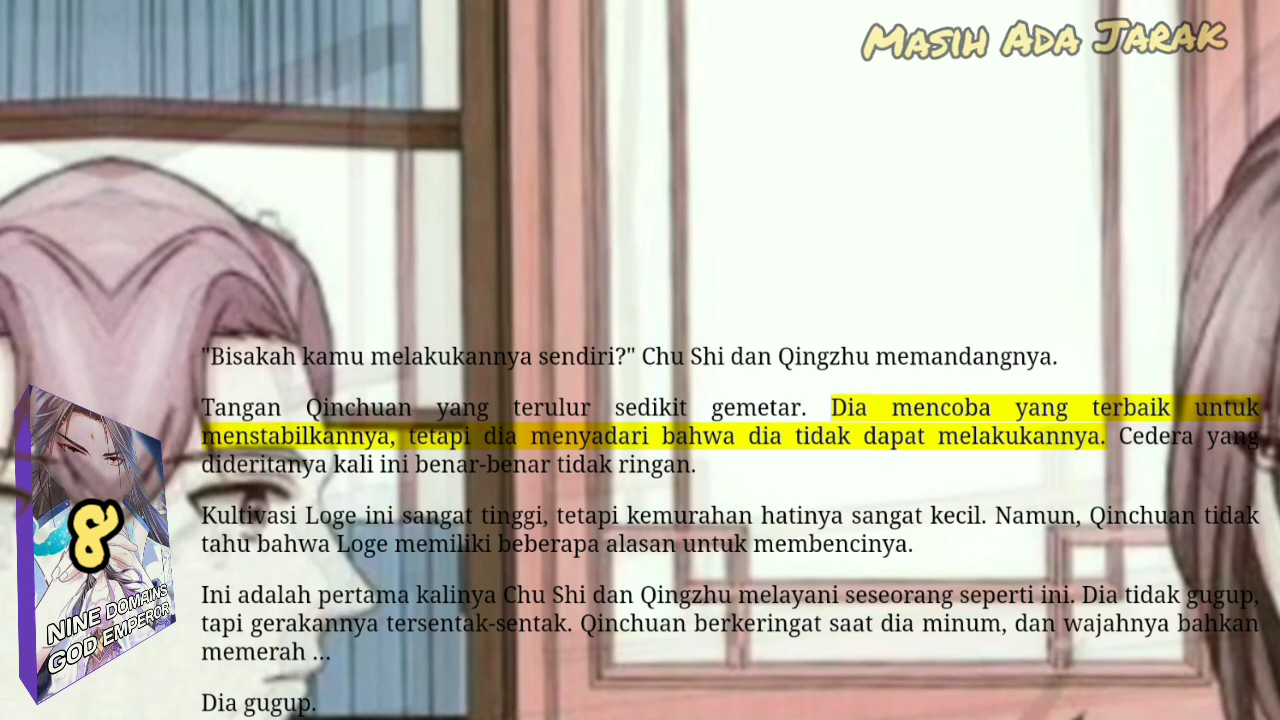 Masih Ada Jarak
"Bisakah kamu melakukannya sendiri?" Chu Shi dan Qingzhu memandangnya.
Tangan Qinchuan yang terulur sedikit gemetar. Dia mencoba yang terbaik untuk
menstabilkannya, tetapi dia menyadari bahwa dia tidak dapat melakukannya. Cedera yang
dideritanya kali ini benar-benar tidak ringan.
Kultivasi Loge ini sangat tinggi, tetapi kemurahan hatinya sangat kecil. Namun, Qinchuan tidak
tahu bahwa Loge memiliki beberapa alasan untuk membencinya.
Ini adalah pertama kalinya Chu Shi dan Qingzhu melayani seseorang seperti ini. Dia tidak gugup,
tapi gerakannya tersentak-sentak. Qinchuan berkeringat saat dia minum, dan wajahnya bahkan
memerah ...
Dia gugup.
8
NINE DOMAINS
GOD EMPEROR